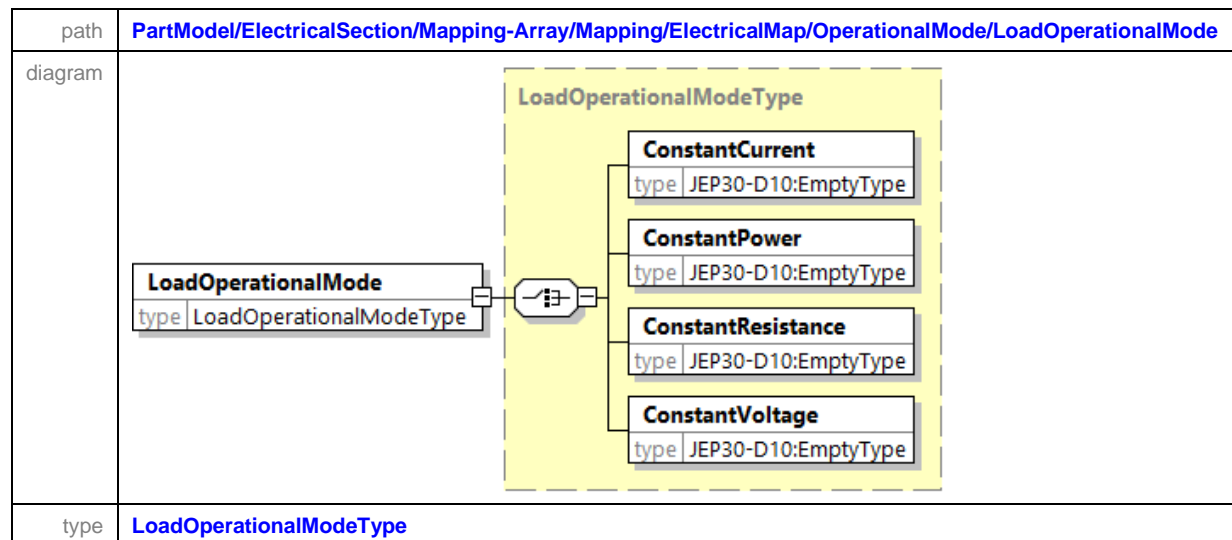 path PartModel/ElectricalSection/Mapping-Array/Mapping/ElectricalMap/OperationalMode/LoadOperationalMode
diagram
LoadOperationalModeType
ConstantCurrent
type JEP30-D10:EmptyType
ConstantPower
type JEP30-D10:EmptyType
LoadOperationalMode
type LoadOperationalModeType
ConstantResistance
type JEP30-D10:EmptyType
ConstantVoltage
type JEP30-D10:EmptyType
type LoadOperationalModeType